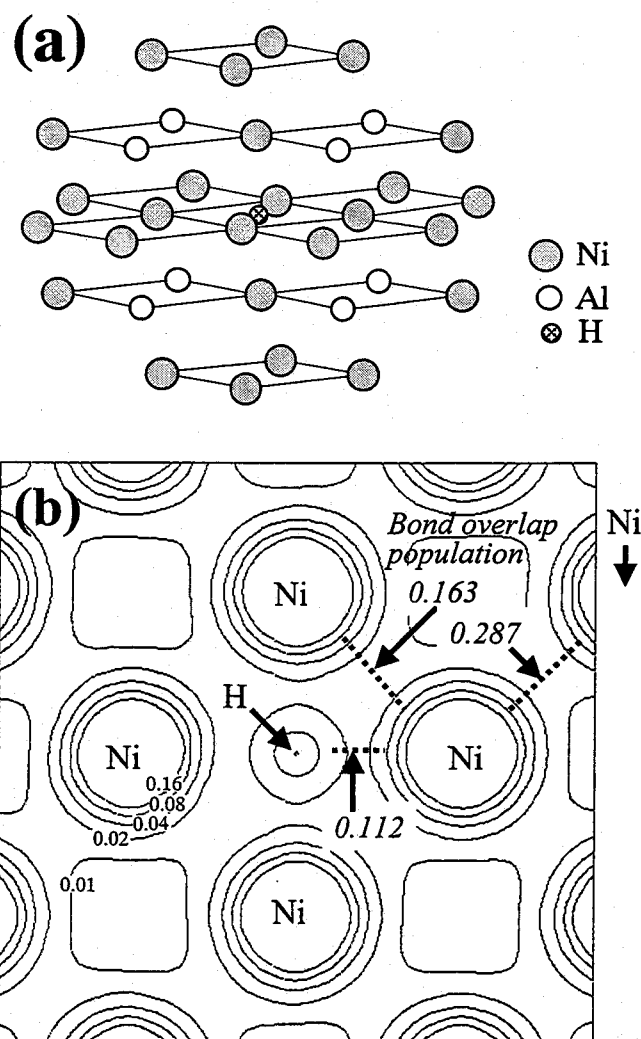 (a)
Ni
Al
H
(b)
Bond overlap
population
0.163
0.287
Ni
Ni
H
Ni
Ni
0.16
0.08
0.04
0.02
0.112
0.01
Ni